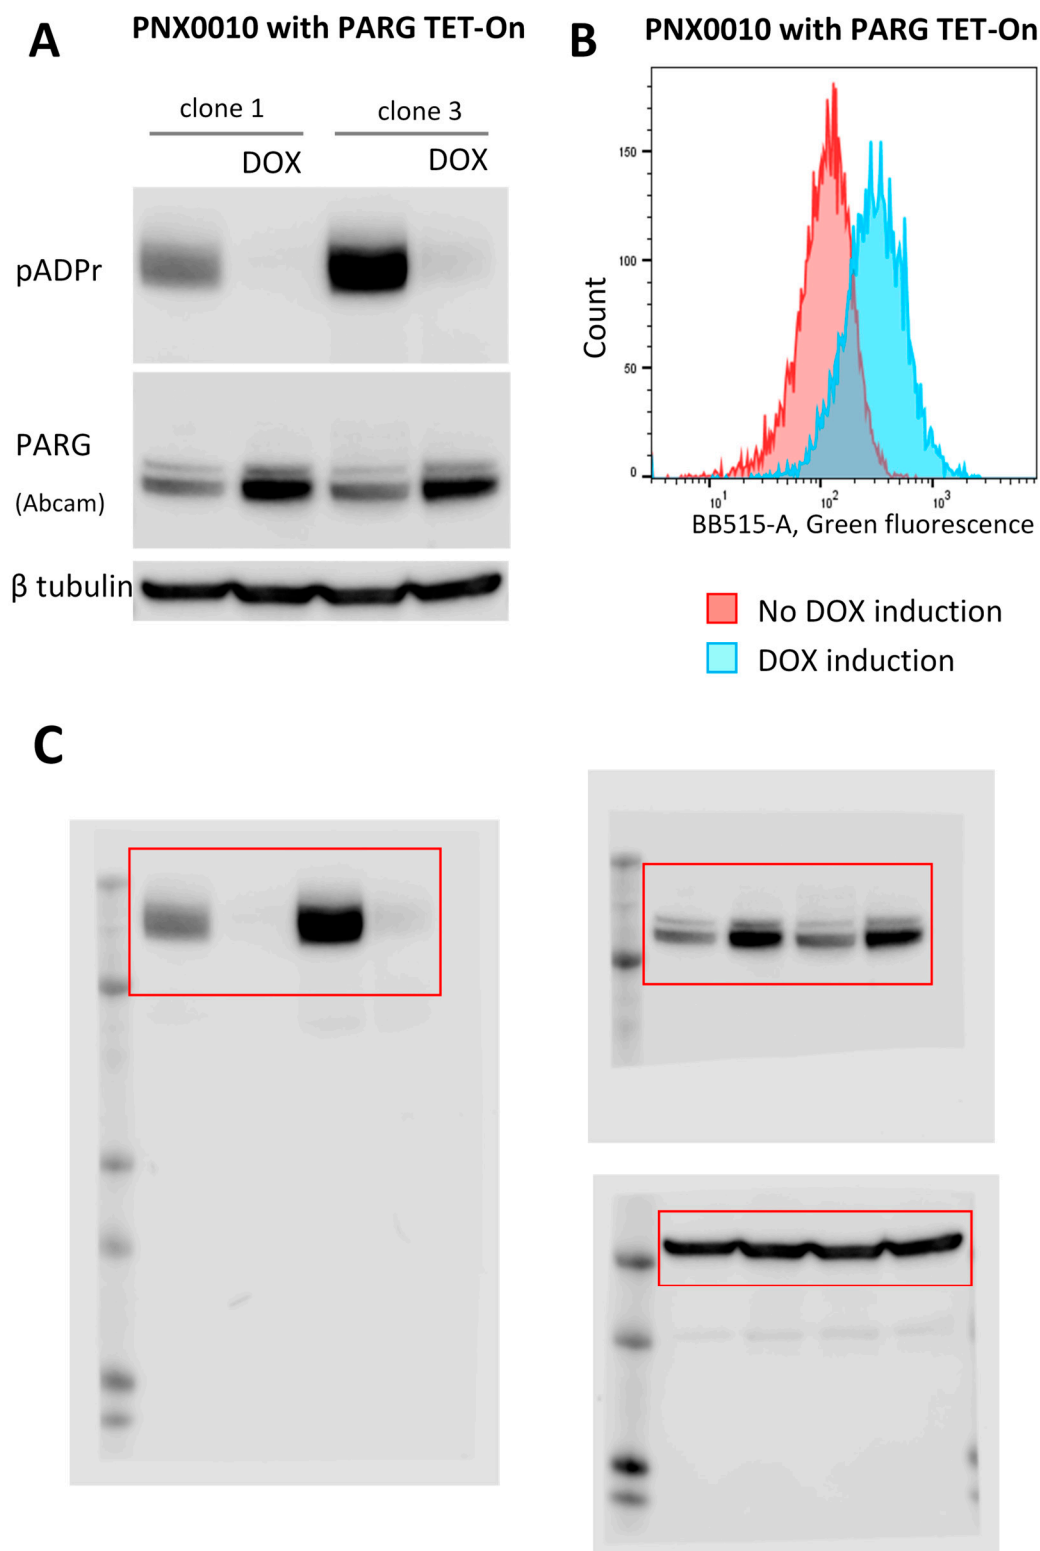 A
PNX0010 with PARG TET-On
clone 1
clone 3
DOX
DOX
pADPr
PARG
(Abcam)
β tubulin
B
PNX0010 with PARG TET-On
Count
150
100
50
0
10¹
10²
10³
BB515-A, Green fluorescence
No DOX induction
DOX induction
C